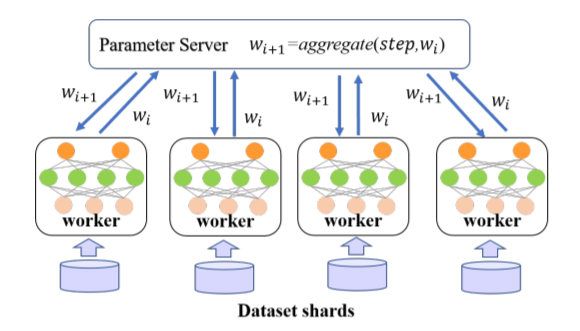 Parameter Server   w_{i+1}=aggregate(step,w_i)
w_{i+1} w_i w_{i+1} w_i w_{i+1} w_i w_{i+1} w_i
worker worker worker worker
Dataset shards